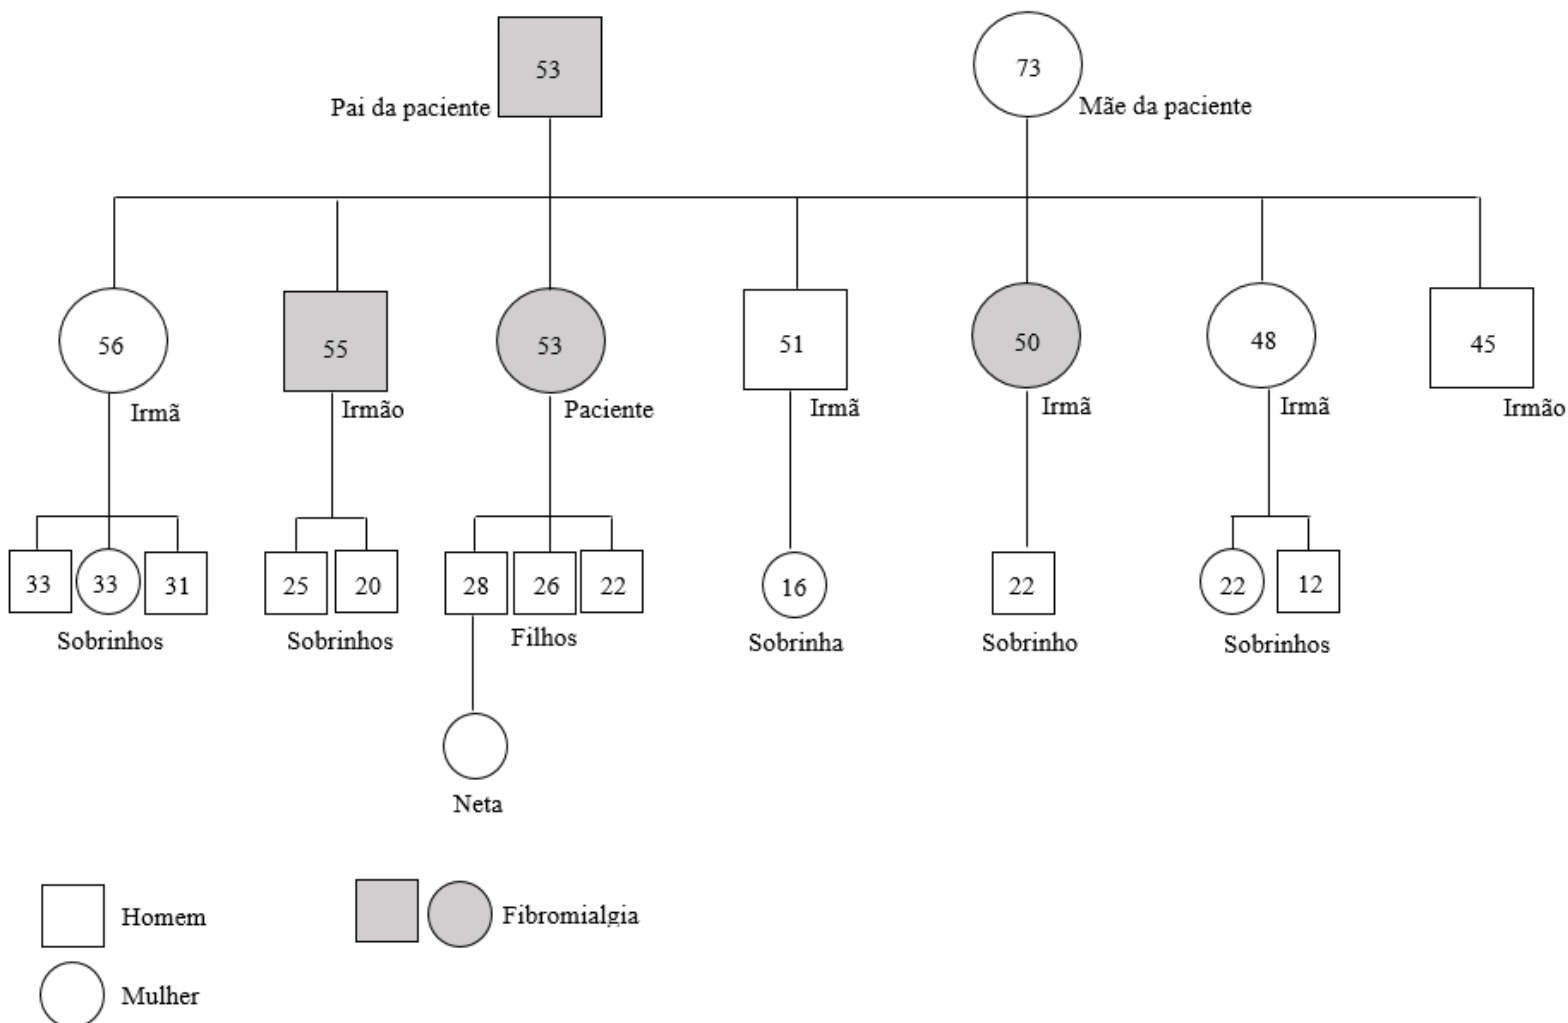 53
73
Pai da paciente
Mãe da paciente
56
55
53
51
50
48
45
Irmã
Irmão
Paciente
Irmã
Irmã
Irmã
Irmão
33
33
31
25
20
28
26
22
16
22
22
12
Sobrinhos
Sobrinhos
Filhos
Sobrinha
Sobrinho
Sobrinhos
Neta
Homem
Fibromialgia
Mulher